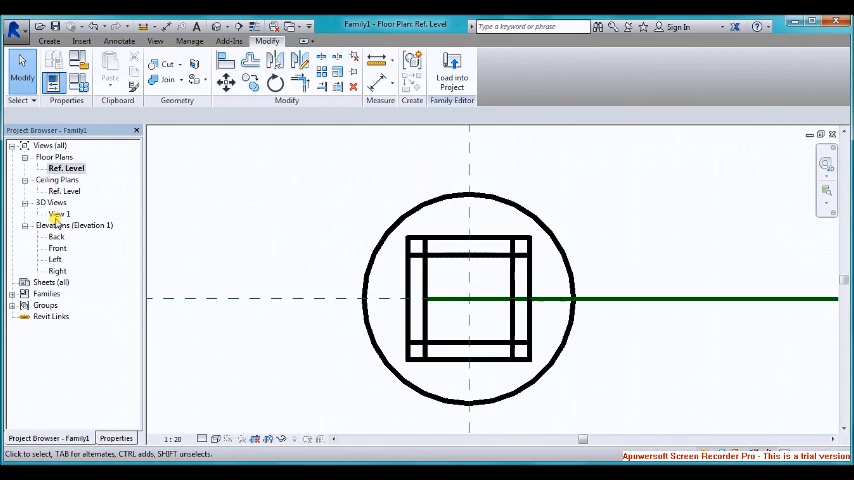 Family1 - Floor Plan: Ref. Level
Type a keyword or phrase
Sign In
Create Insert Annotate View Manage Add-Ins Modify
Modify
Paste
Cut
Join
Load into
Project
Select Properties Clipboard Geometry Modify Measure Create Family Editor
Project Browser - Family1
Views (all)
Floor Plans
Ref. Level
Ceiling Plans
Ref. Level
3D Views
View 1
Elevations (Elevation 1)
Back
Front
Left
Right
Sheets (all)
Families
Groups
Revit Links
Project Browser - Family1 Properties
1 : 20
Click to select, TAB for alternates, CTRL adds, SHIFT unselects.
Apowersoft Screen Recorder Pro - This is a trial version